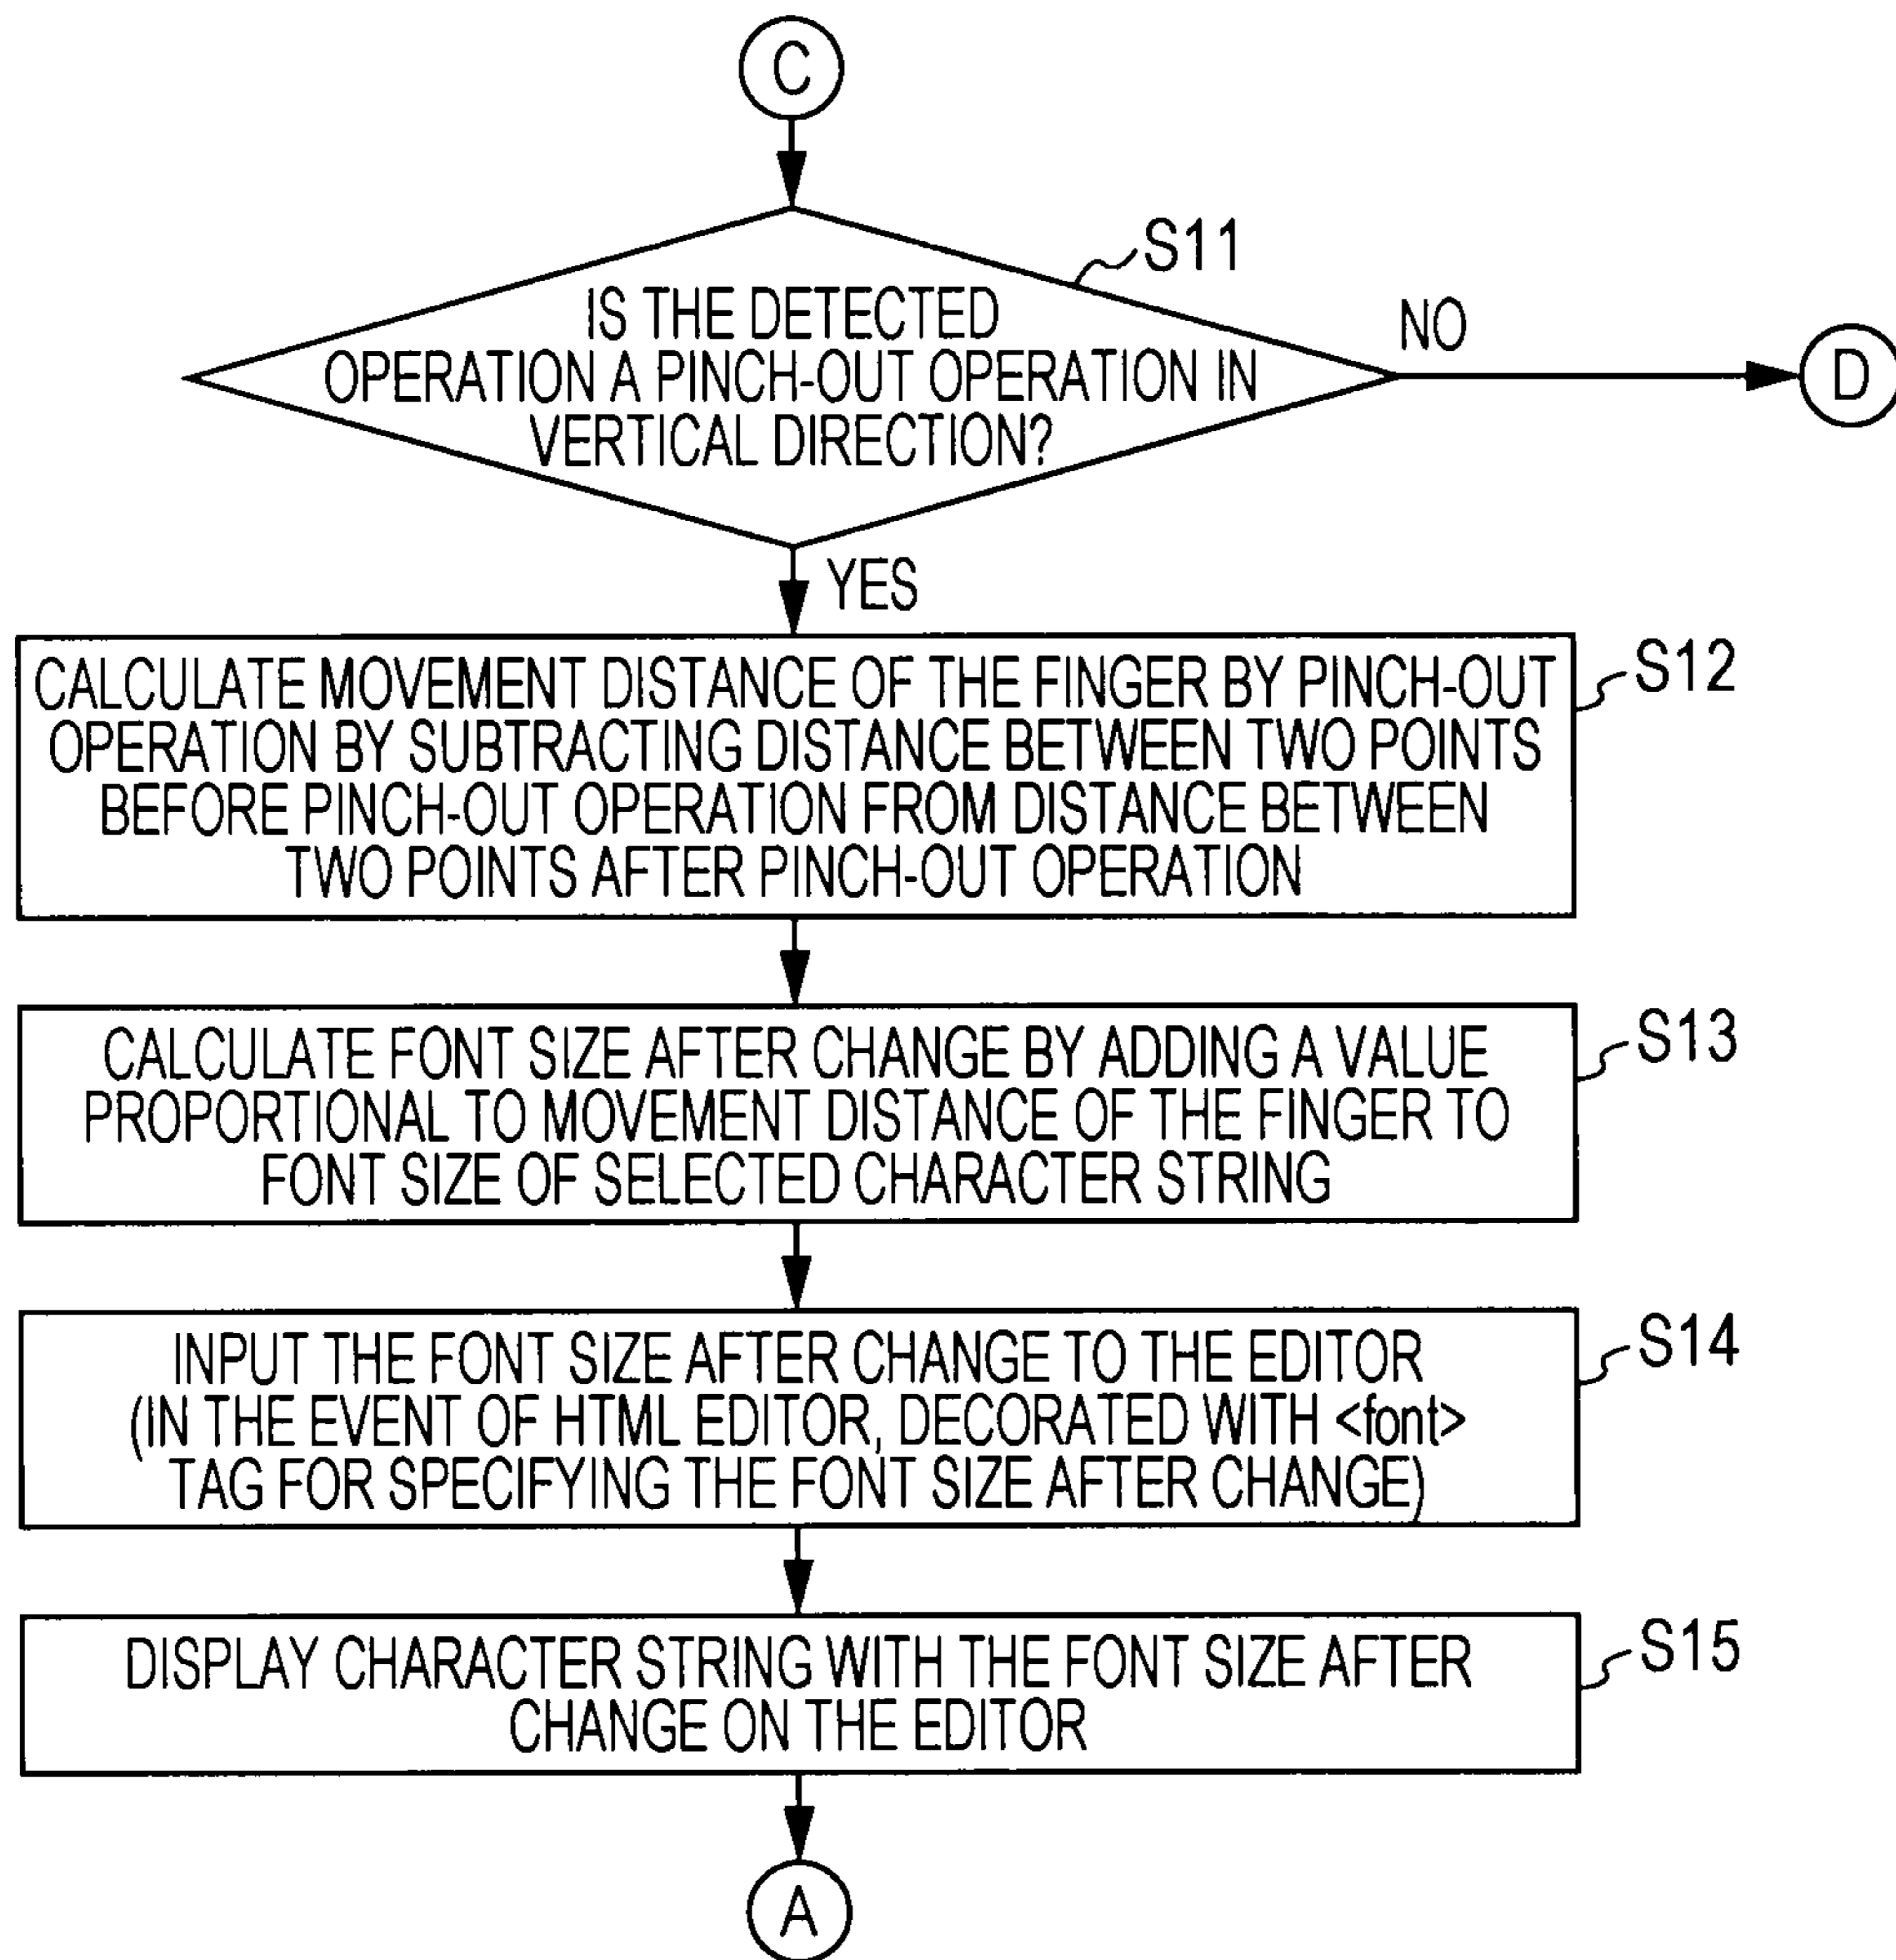 C
S11
IS THE DETECTED
OPERATION A PINCH-OUT OPERATION IN
VERTICAL DIRECTION?
NO
D
YES
S12
CALCULATE MOVEMENT DISTANCE OF THE FINGER BY PINCH-OUT
OPERATION BY SUBTRACTING DISTANCE BETWEEN TWO POINTS
BEFORE PINCH-OUT OPERATION FROM DISTANCE BETWEEN
TWO POINTS AFTER PINCH-OUT OPERATION
S13
CALCULATE FONT SIZE AFTER CHANGE BY ADDING A VALUE
PROPORTIONAL TO MOVEMENT DISTANCE OF THE FINGER TO
FONT SIZE OF SELECTED CHARACTER STRING
S14
INPUT THE FONT SIZE AFTER CHANGE TO THE EDITOR
(IN THE EVENT OF HTML EDITOR, DECORATED WITH <font>
TAG FOR SPECIFYING THE FONT SIZE AFTER CHANGE)
S15
DISPLAY CHARACTER STRING WITH THE FONT SIZE AFTER
CHANGE ON THE EDITOR
A